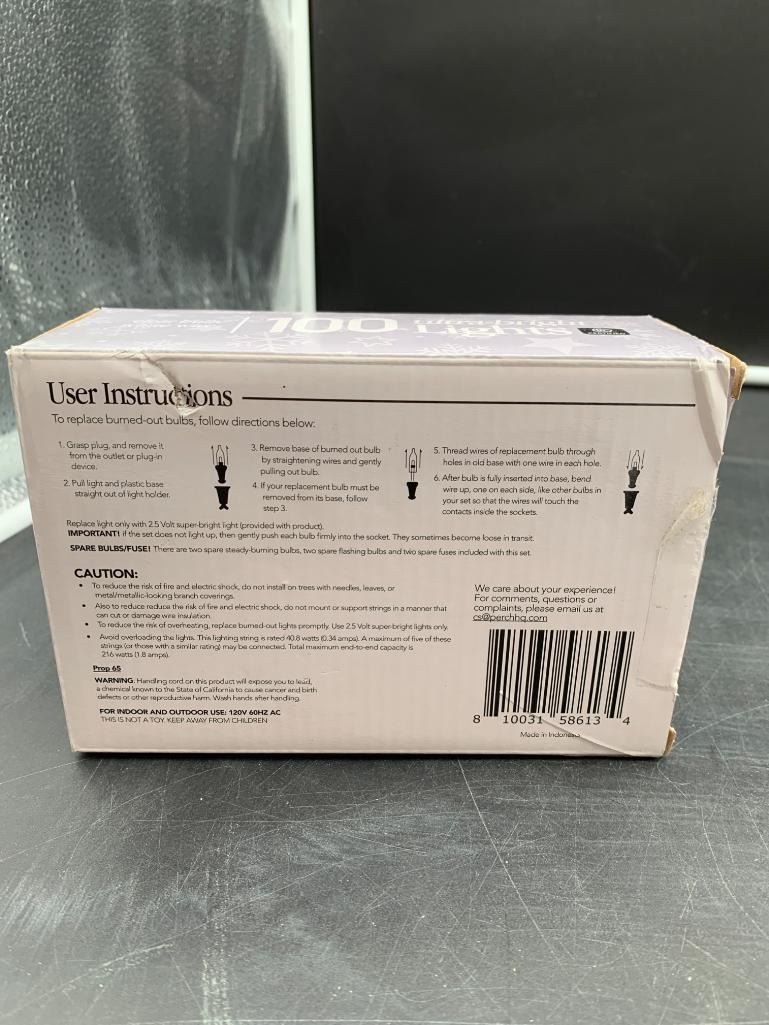 100 ultra-bright
Lights
User Instructions
To replace burned-out bulbs, follow directions below:
1. Grasp plug, and remove it
from the outlet or plug-in
device.
2. Pull light and plastic base
straight out of light holder.
3. Remove base of burned out bulb
by straightening wires and gently
pulling out bulb.
4. If your replacement bulb must be
removed from its base, follow
step 3.
5. Thread wires of replacement bulb through
holes in old base with one wire in each hole.
6. After bulb is fully inserted into base, bend
wire up, one on each side, like other bulbs in
your set so that the wires will touch the
contacts inside the sockets.
Replace light only with 2.5 Volt super-bright light (provided with product).
IMPORTANT! if the set does not light up, then gently push each bulb firmly into the socket. They sometimes become loose in transit.
SPARE BULBS/FUSE! There are two spare steady-burning bulbs, two spare flashing bulbs and two spare fuses included with this set.
CAUTION:
• To reduce the risk of fire and electric shock, do not install on trees with needles, leaves, or
metal/metallic-looking branch coverings.
• Also to reduce reduce the risk of fire and electric shock, do not mount or support strings in a manner that
can cut or damage wire insulation.
• To reduce the risk of overheating, replace burned-out lights promptly. Use 2.5 Volt super-bright lights only.
• Avoid overloading the lights. This lighting string is rated 40.8 watts (0.34 amps). A maximum of five of these
strings (or those with a similar rating) may be connected. Total maximum end-to-end capacity is
216 watts (1.8 amps).
Prop 65
WARNING: Handling cord on this product will expose you to lead,
a chemical known to the State of California to cause cancer and birth
defects or other reproductive harm. Wash hands after handling.
FOR INDOOR AND OUTDOOR USE: 120V 60HZ AC
THIS IS NOT A TOY. KEEP AWAY FROM CHILDREN
We care about your experience!
For comments, questions or
complaints, please email us at
cs@perchhq.com
8 10031 58613 4
Made in Indonesia